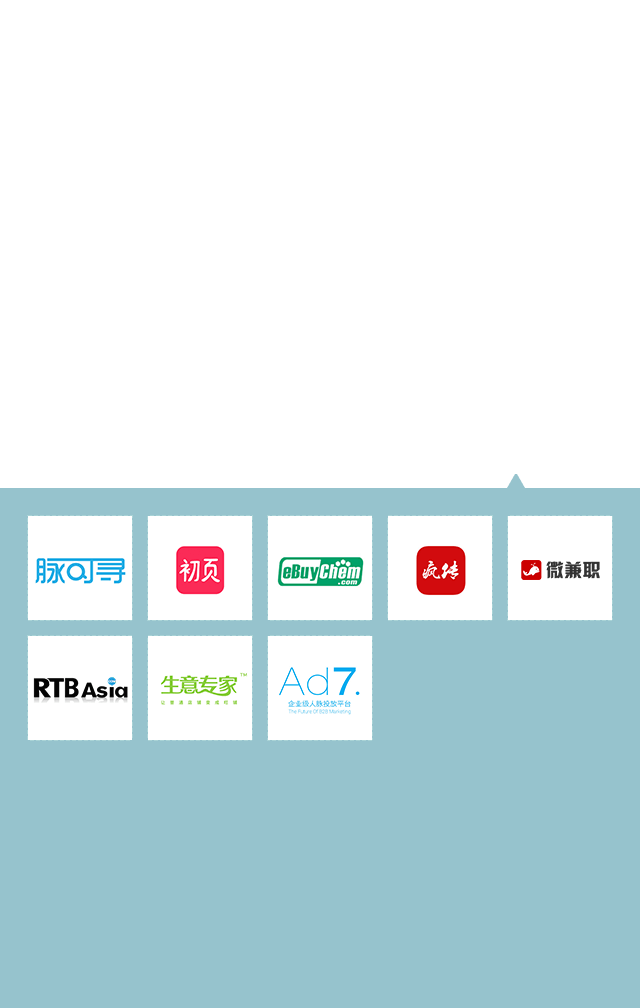 脉可寻
初页
eBuyChem
.com
疯传
微兼职
RTB Asia
生意专家™
Ad7.
企业级人脉投放平台
The Future Of B2B Marketing